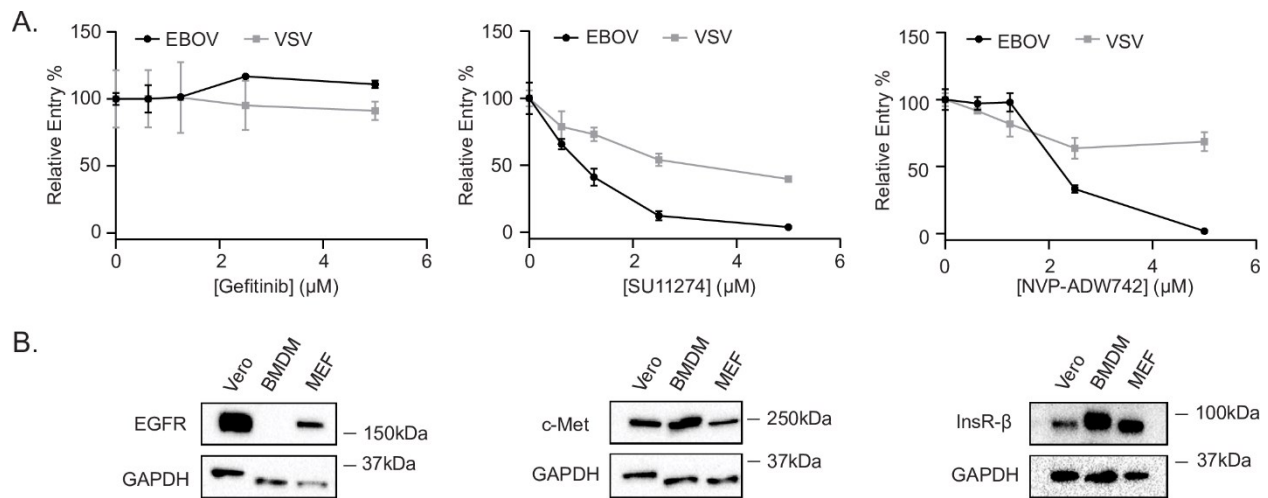 A.
EBOV VSV
Relative Entry %
150
100
50
0
0 2 4 6
[Gefitinib] (µM)
EBOV VSV
Relative Entry %
150
100
50
0
0 2 4 6
[SU11274] (µM)
EBOV VSV
Relative Entry %
150
100
50
0
0 2 4 6
[NVP-ADW742] (µM)
B.
Vero BMDM MEF
EGFR
150kDa
37kDa
GAPDH
Vero BMDM MEF
c-Met
250kDa
37kDa
GAPDH
Vero BMDM MEF
InsR-β
100kDa
37kDa
GAPDH